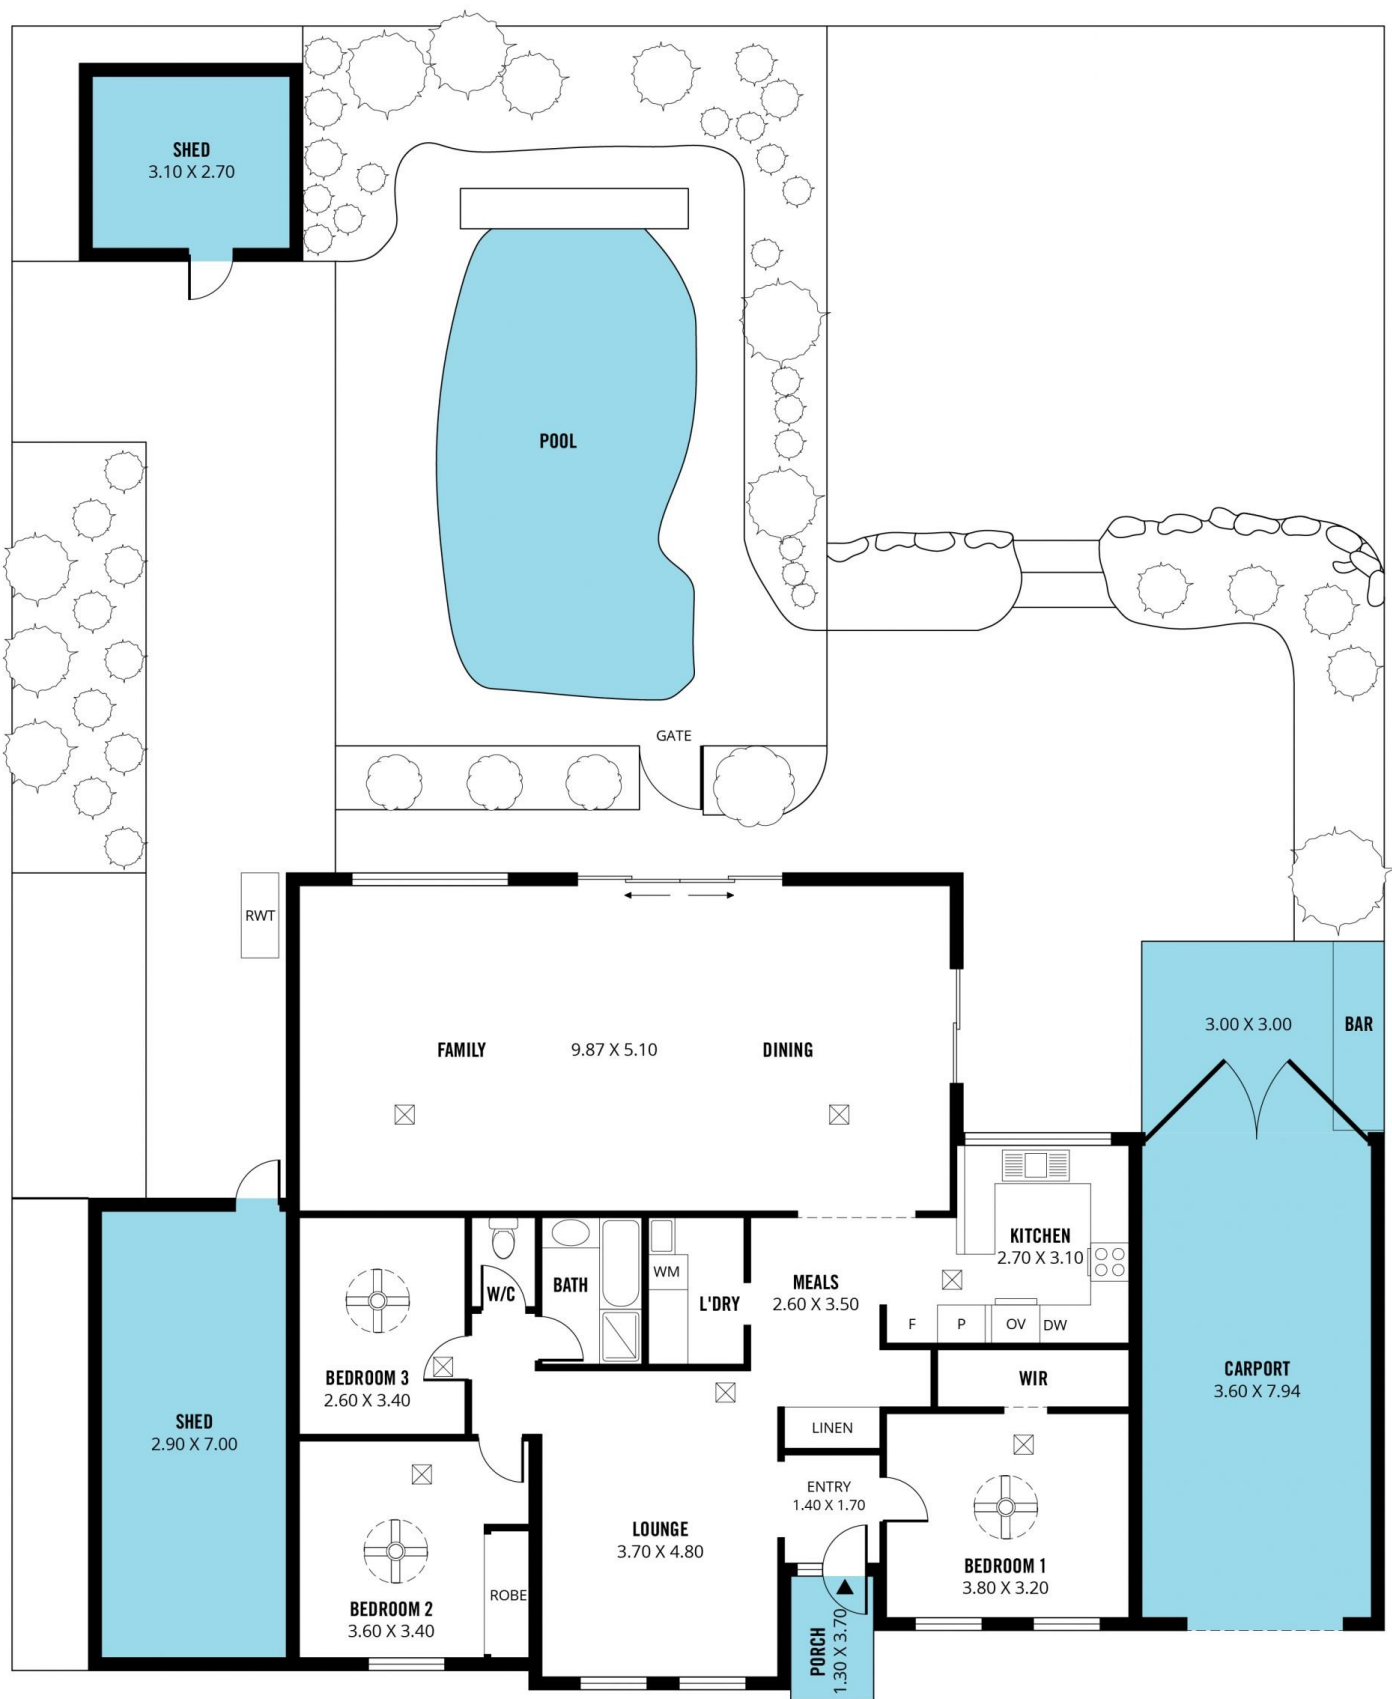 SHED
3.10 X 2.70
POOL
GATE
RWT
FAMILY
9.87 X 5.10
DINING
3.00 X 3.00
BAR
KITCHEN
2.70 X 3.10
W/C
BATH
WM
L'DRY
MEALS
2.60 X 3.50
F
P
OV
DW
BEDROOM 3
2.60 X 3.40
WIR
CARPORT
3.60 X 7.94
SHED
2.90 X 7.00
LINEN
ENTRY
1.40 X 1.70
LOUNGE
3.70 X 4.80
BEDROOM 1
3.80 X 3.20
ROBE
BEDROOM 2
3.60 X 3.40
PORCH
1.30 X 3.70